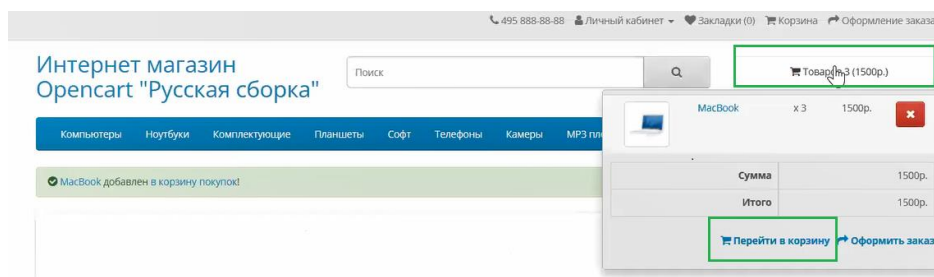 495 888-88-88 Личный кабинет Закладки (0) Корзина Оформление заказа
Интернет магазин
Opencart "Русская сборка"
Поиск
3 (1500р.)
Компьютеры Ноутбуки Комплектующие Планшеты Софт Телефоны Камеры MP3
MacBook x 3 1500р.
MacBook добавлен в корзину покупок!
Сумма 1500р.
Итого 1500р.
Перейти в корзину Оформить заказ